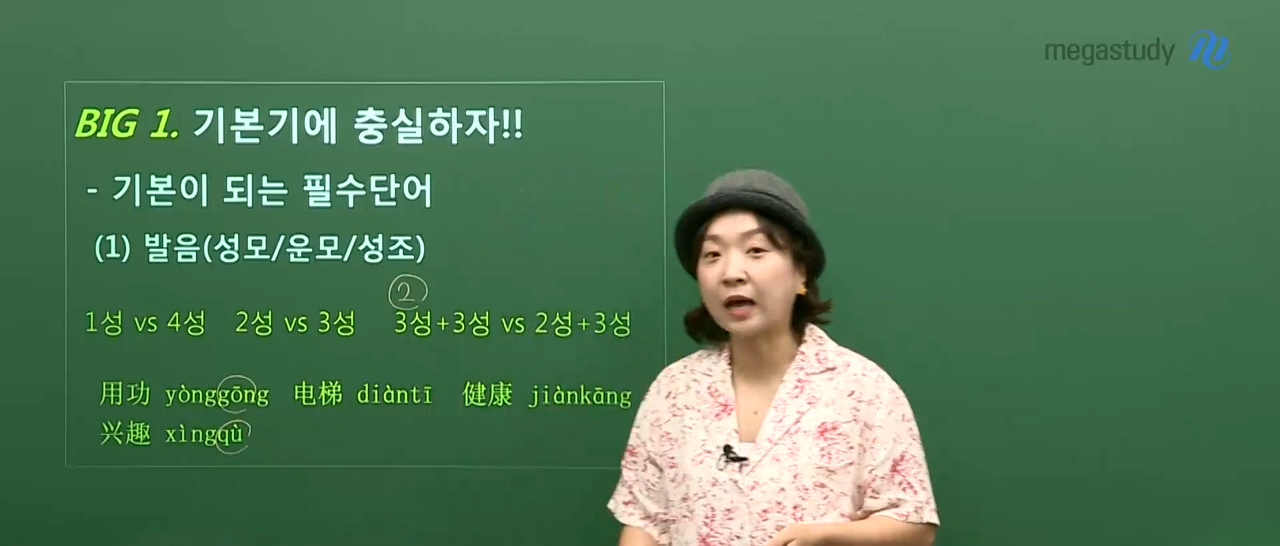 megastudy
BIG 1. 기본기에 충실하자!!
- 기본이 되는 필수단어
(1) 발음(성모/운모/성조)
2
1성 vs 4성 2성 vs 3성 3성+3성 vs 2성+3성
用功 yònggōng 电梯 diàntī 健康 jiànkāng
兴趣 xìngqù